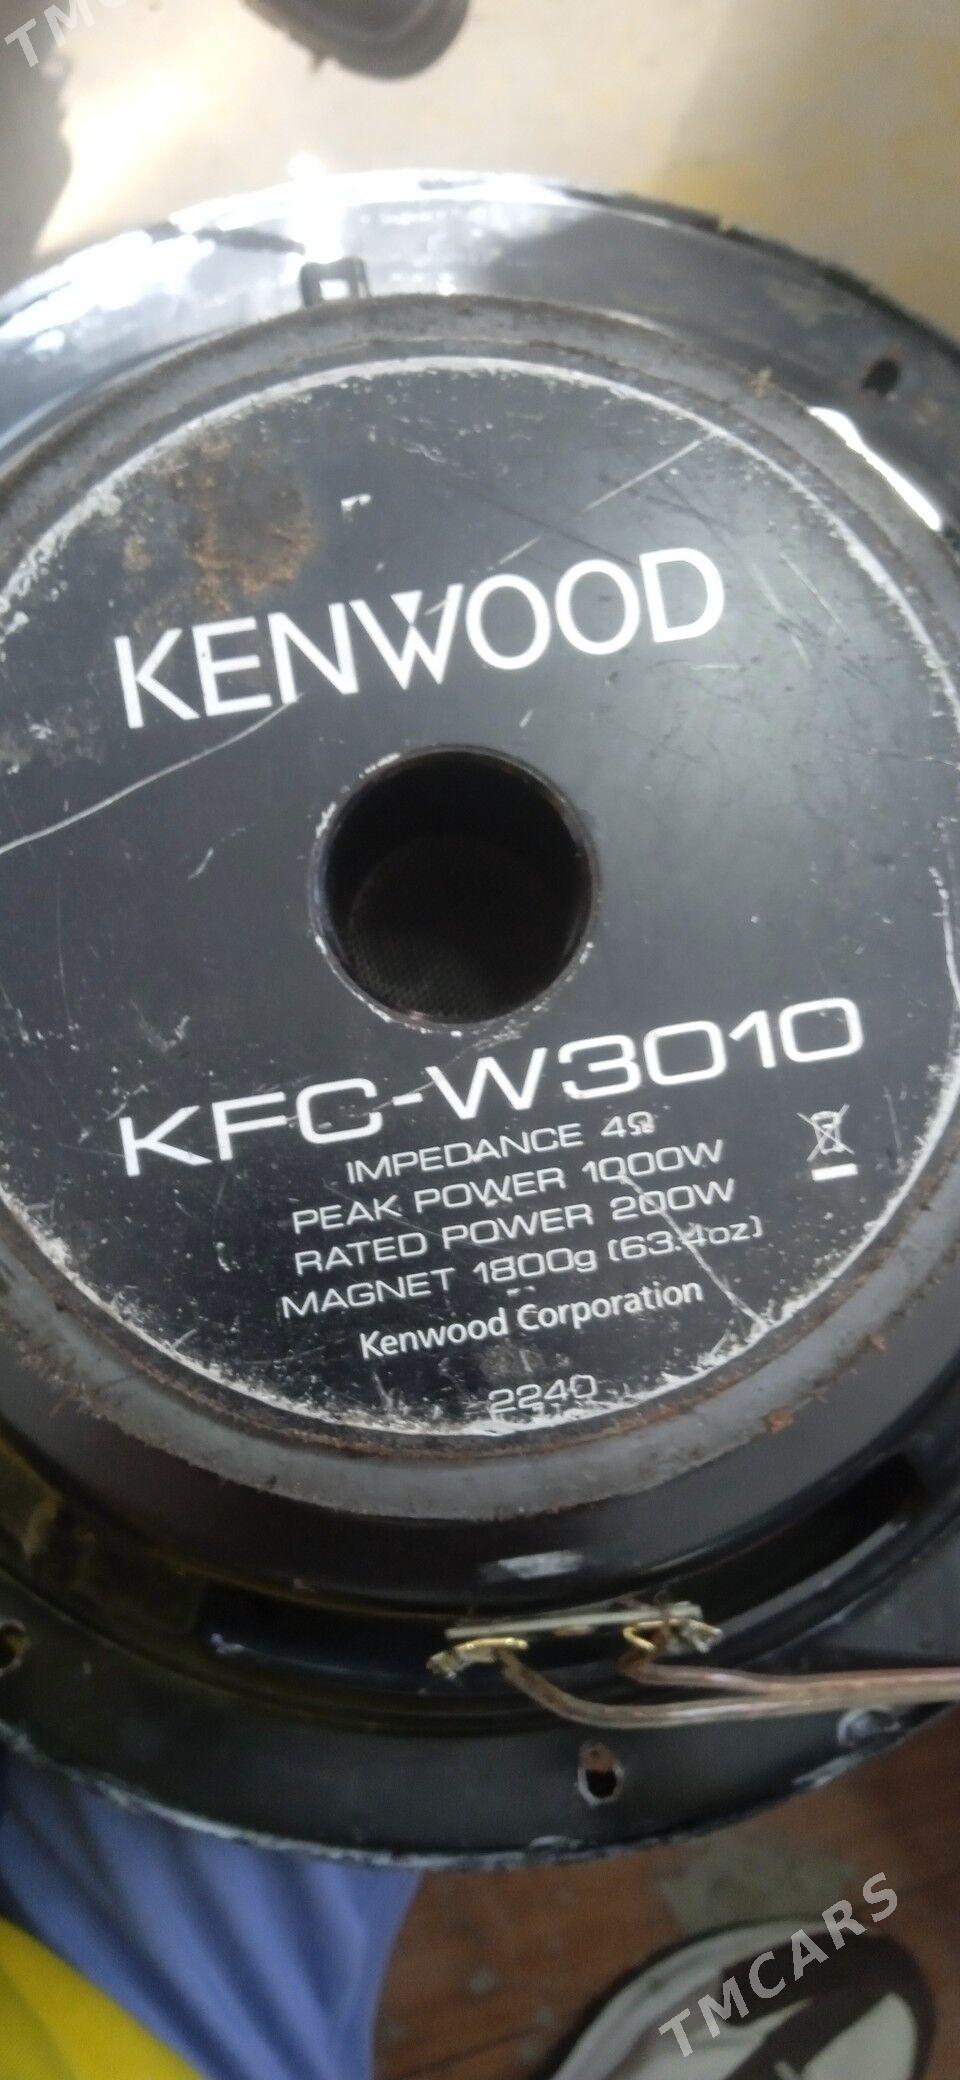 KENWOOD
KFC-W3010
IMPEDANCE 4Ω
PEAK POWER 1000W
RATED POWER 200W
MAGNET 1800g (63.4oz)
Kenwood Corporation
2240
TMCARS